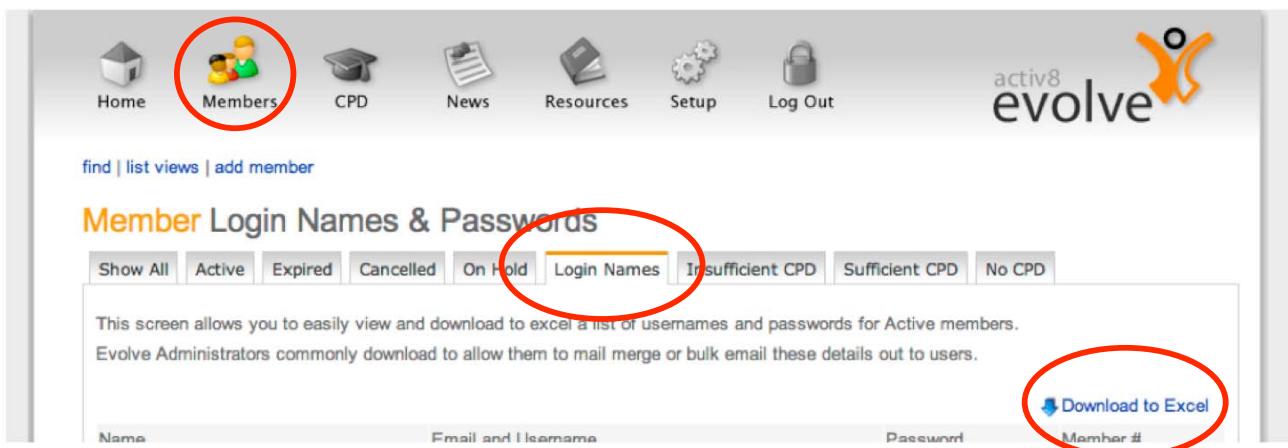 Home Members CPD News Resources Setup Log Out
activ8
evolve
find | list views | add member
Member Login Names & Passwords
Show All Active Expired Cancelled On Hold Login Names Insufficient CPD Sufficient CPD No CPD
This screen allows you to easily view and download to excel a list of usernames and passwords for Active members.
Evolve Administrators commonly download to allow them to mail merge or bulk email these details out to users.
Download to Excel
Name Email and Username Password Member #